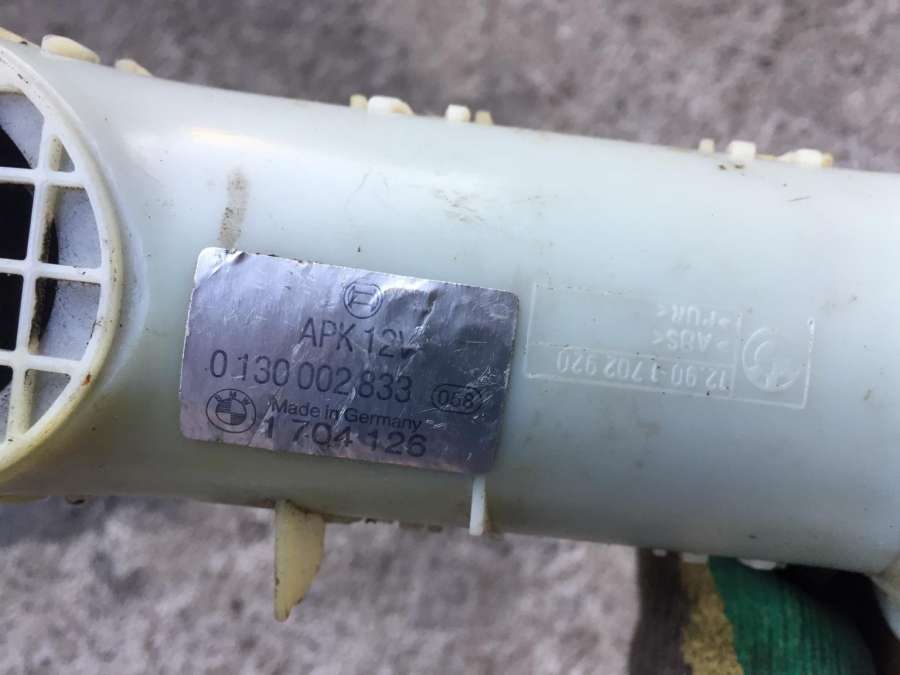 APK 12V
0 130 002 833
058
Made in Germany
BMW
1 704 126
12.90 1 702 920
>ABS<
>PUR<